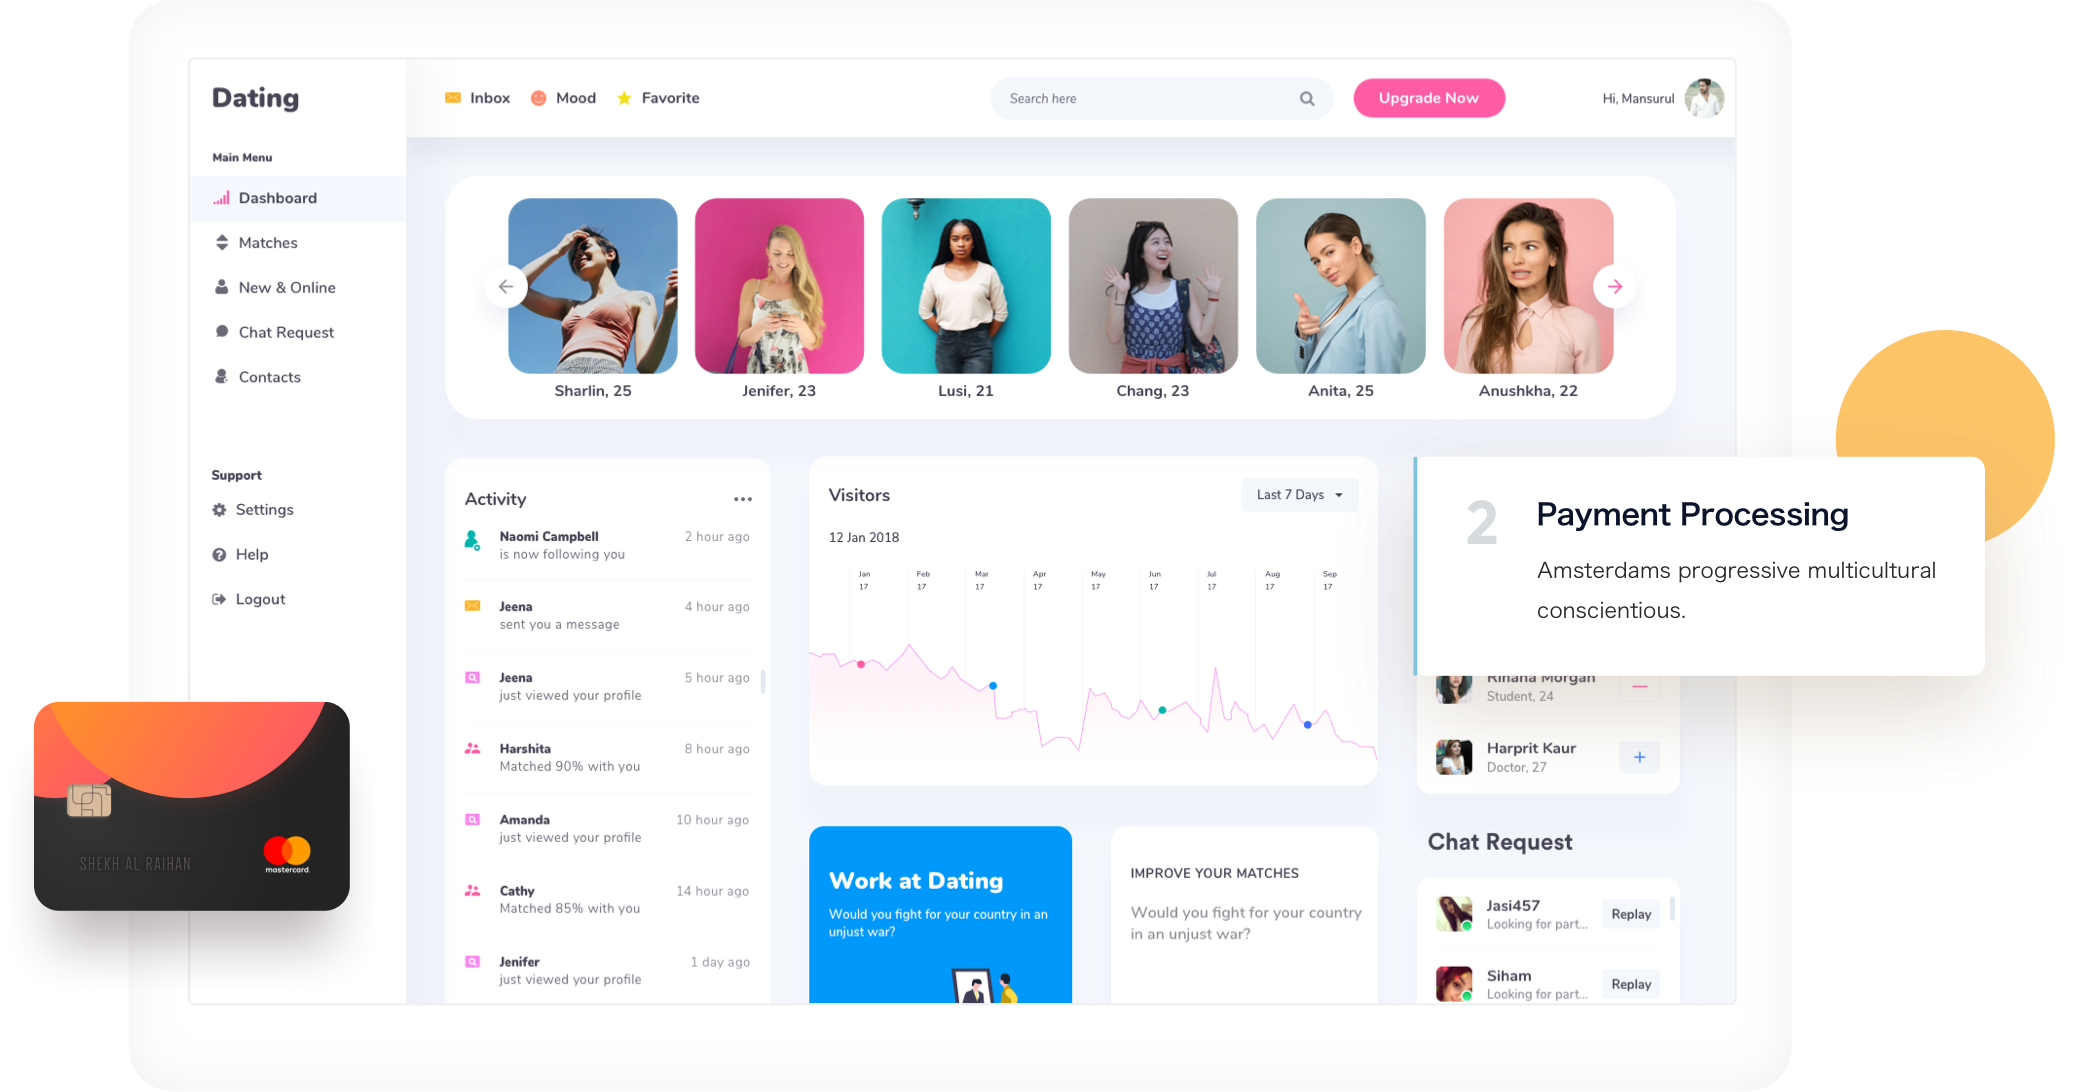 Dating
Inbox
Mood
Favorite
Search here
Upgrade Now
Hi, Mansurul
Main Menu
Dashboard
Matches
New & Online
Chat Request
Contacts
Support
Settings
Help
Logout
Sharlin, 25
Jenifer, 23
Lusi, 21
Chang, 23
Anita, 25
Anushkha, 22
Activity
Naomi Campbell
2 hour ago
is now following you
Jeena
4 hour ago
sent you a message
Jeena
5 hour ago
just viewed your profile
Harshita
8 hour ago
Matched 90% with you
Amanda
10 hour ago
just viewed your profile
Cathy
14 hour ago
Matched 85% with you
Jenifer
1 day ago
just viewed your profile
Visitors
Last 7 Days
12 Jan 2018
Jan Feb Mar Apr May Jun Jul Aug Sep
17 17 17 17 17 17 17 17 17
2
Payment Processing
Amsterdams progressive multicultural
conscientious.
Rihana Morgan
Student, 24
Harprit Kaur
Doctor, 27
Work at Dating
Would you fight for your country in an
unjust war?
IMPROVE YOUR MATCHES
Would you fight for your country
in an unjust war?
Chat Request
Jasi457
Looking for part...
Replay
Siham
Looking for part...
Replay
SHEKH AL RAIHAN
mastercard.